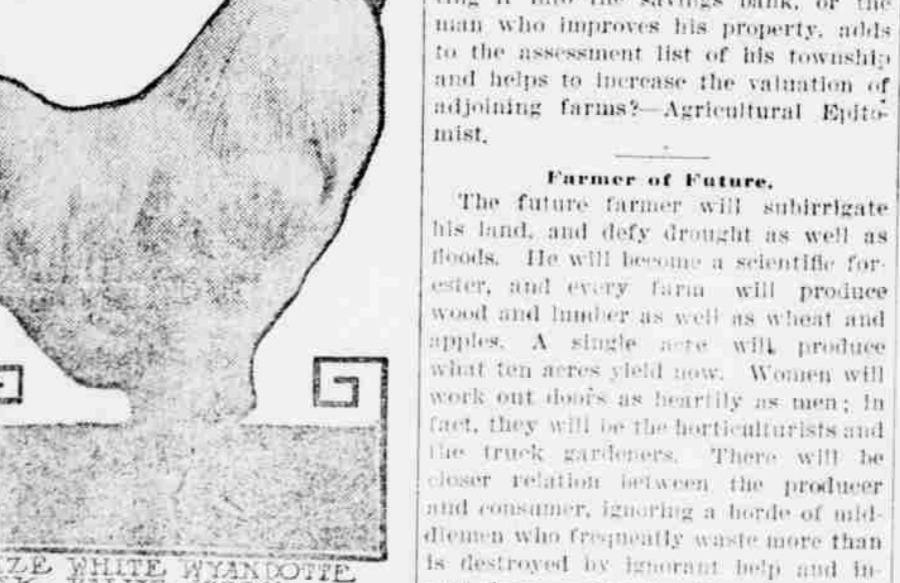 man who improves his property, adds
to the assessment list of his township
and helps to increase the valuation of
adjoining farms?—Agricultural Epito-
mist.
Farmer of Future.
The future farmer will subirrigate
his land, and defy drought as well as
floods. He will become a scientific for-
ester, and every farm will produce
wood and lumber as well as wheat and
apples. A single acre will produce
what ten acres yield now. Women will
work out doors as heartily as men; in
fact, they will be the horticulturists and
the truck gardeners. There will be
closer relation between the producer
and consumer, ignoring a horde of mid-
dlemen who frequently waste more than
is destroyed by ignorant help and in-
WHITE WYANDOTTE